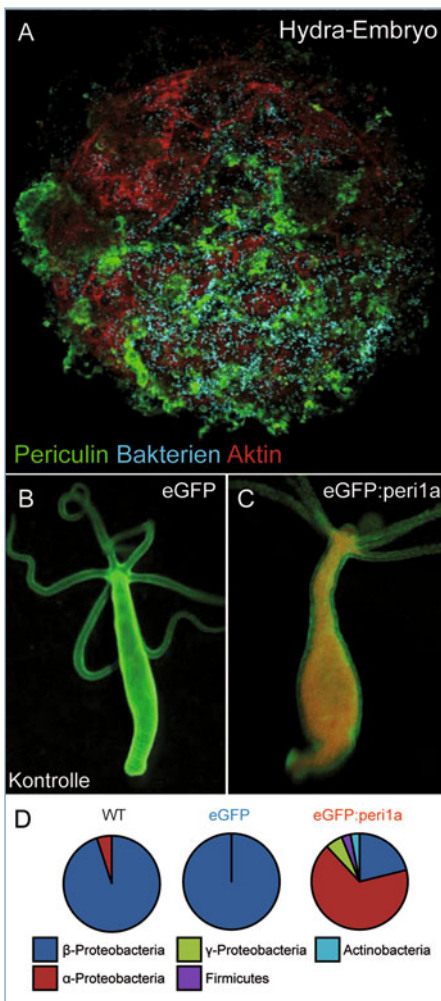 A Hydra-Embryo
Periculin Bakterien Aktin
B eGFP
C eGFP:peri1a
Kontrolle
D
WT eGFP eGFP:peri1a
β-Proteobacteria γ-Proteobacteria Actinobacteria
α-Proteobacteria Firmicutes